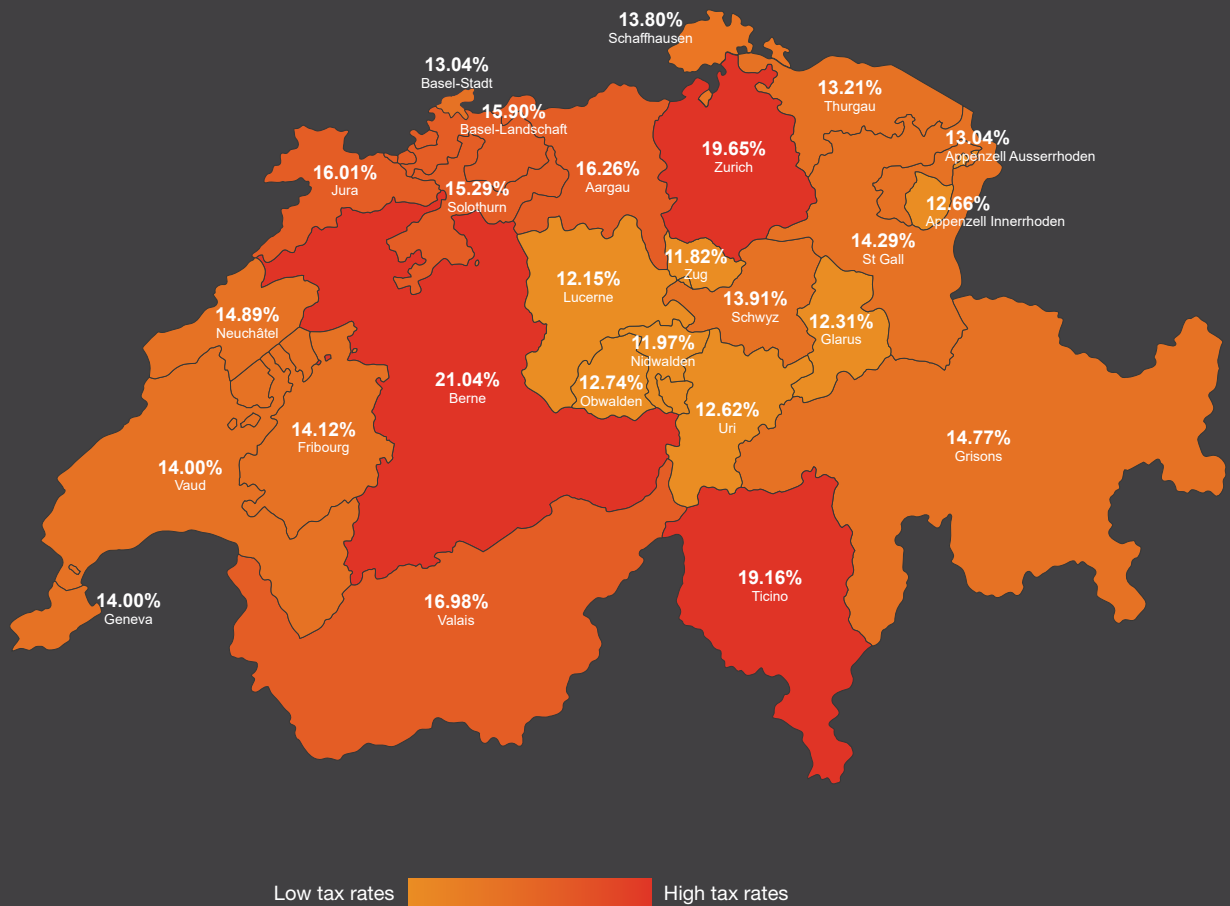 13.80%
Schaffhausen
13.04%
Basel-Stadt
13.21%
Thurgau
15.90%
Basel-Landschaft
13.04%
Appenzell Ausserrhoden
19.65%
Zurich
16.01%
Jura
16.26%
Aargau
15.29%
Solothurn
12.66%
Appenzell Innerrhoden
14.29%
St Gall
11.82%
Zug
12.15%
Lucerne
13.91%
Schwyz
14.89%
Neuchâtel
12.31%
Glarus
11.97%
Nidwalden
21.04%
Berne
12.74%
Obwalden
12.62%
Uri
14.12%
Fribourg
14.77%
Grisons
14.00%
Vaud
19.16%
Ticino
14.00%
Geneva
16.98%
Valais
Low tax rates
High tax rates